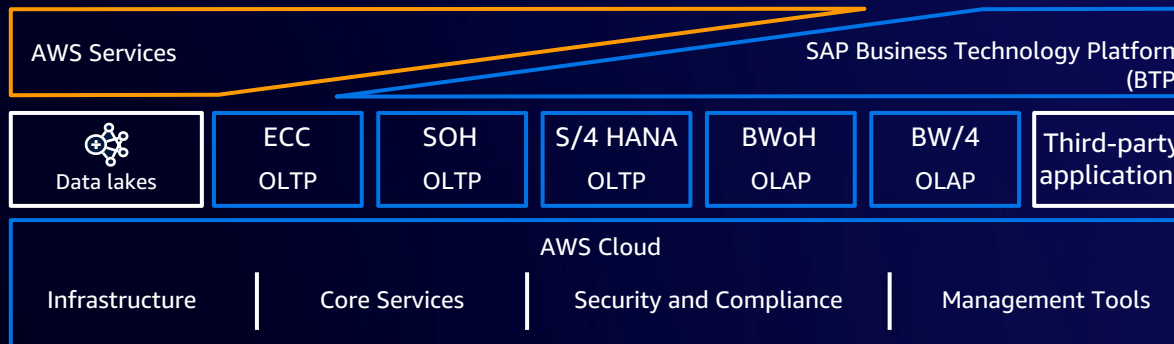 AWS Services
SAP Business Technology Platform
(BTP
Data lakes
ECC
OLTP
SOH
OLTP
S/4 HANA
OLTP
BWoH
OLAP
BW/4
OLAP
Third-party
application
AWS Cloud
Infrastructure
Core Services
Security and Compliance
Management Tools